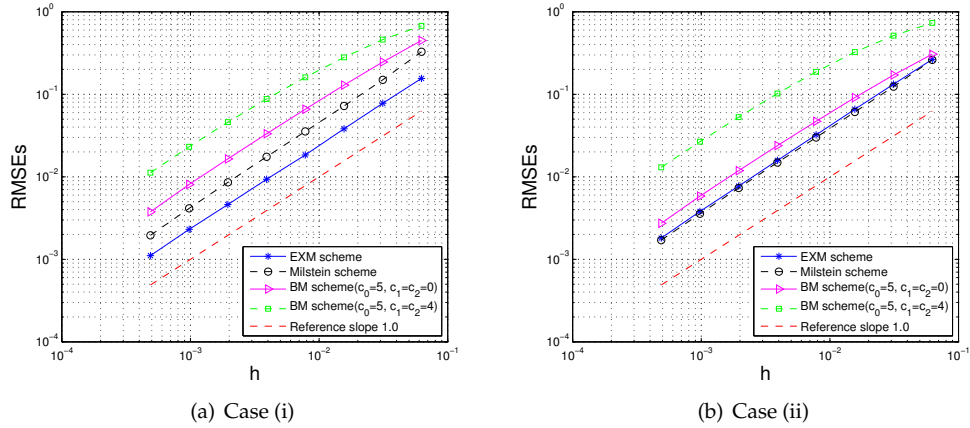 RMSEs
10^0
10^-1
10^-2
10^-3
10^-4
EXM scheme
Milstein scheme
BM scheme(c_0=5, c_1=c_2=0)
BM scheme(c_0=5, c_1=c_2=4)
Reference slope 1.0
10^-4
10^-3
10^-2
10^-1
h
(a) Case (i)
RMSEs
10^0
10^-1
10^-2
10^-3
10^-4
EXM scheme
Milstein scheme
BM scheme(c_0=5, c_1=c_2=0)
BM scheme(c_0=5, c_1=c_2=4)
Reference slope 1.0
10^-4
10^-3
10^-2
10^-1
h
(b) Case (ii)